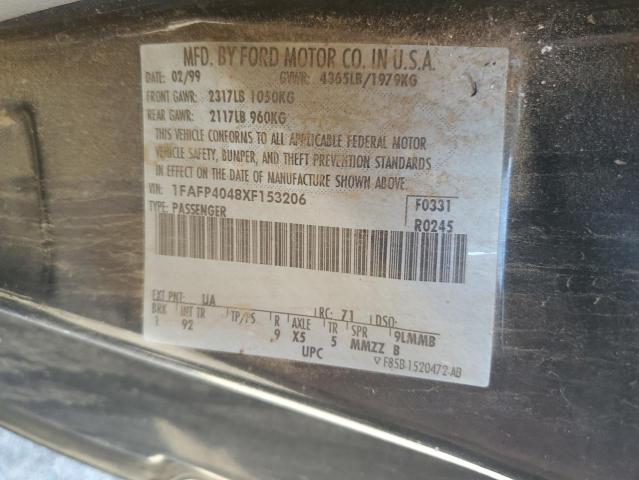 MFD. BY FORD MOTOR CO. IN U.S.A.
DATE: 02/99 GVWR: 4365LB/1979KG
FRONT GAWR: 2317LB 1050KG
REAR GAWR: 2117LB 960KG
THIS VEHICLE CONFORMS TO ALL APPLICABLE FEDERAL MOTOR
VEHICLE SAFETY, BUMPER, AND THEFT PREVENTION STANDARDS
IN EFFECT ON THE DATE OF MANUFACTURE SHOWN ABOVE.
VIN: 1FAFP4048XF153206 F0331
TYPE: PASSENGER R0245
EXT PNT: UA RC: Z1 DSO:
BRK INT TR TP/PS R AXLE TR SPR 9LMMB
1 92 9 X5 5 MMZZ B
UPC F85B-1520472-AB